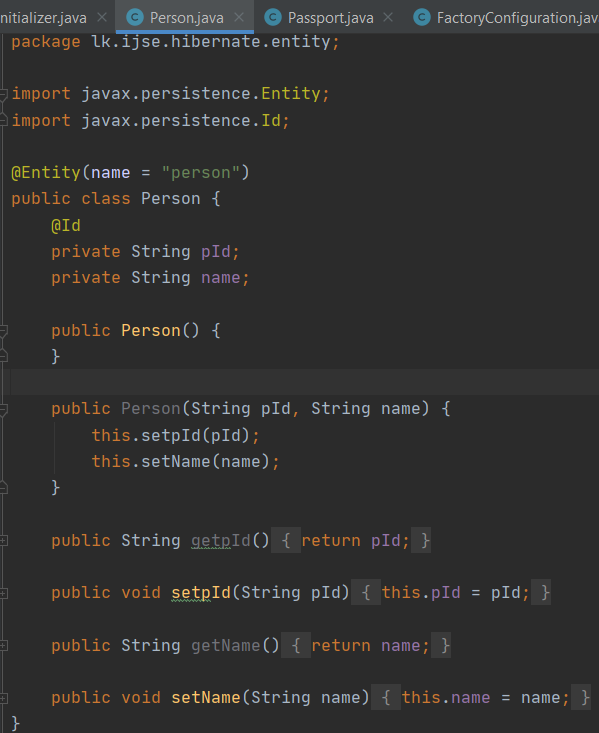 nitializer.java Person.java Passport.java FactoryConfiguration.jav
package lk.ijse.hibernate.entity;
import javax.persistence.Entity;
import javax.persistence.Id;
@Entity(name = "person")
public class Person {
@Id
private String pId;
private String name;
public Person() {
}
public Person(String pId, String name) {
this.setpId(pId);
this.setName(name);
}
public String getpId() { return pId; }
public void setpId(String pId) { this.pId = pId; }
public String getName() { return name; }
public void setName(String name) { this.name = name; }
}